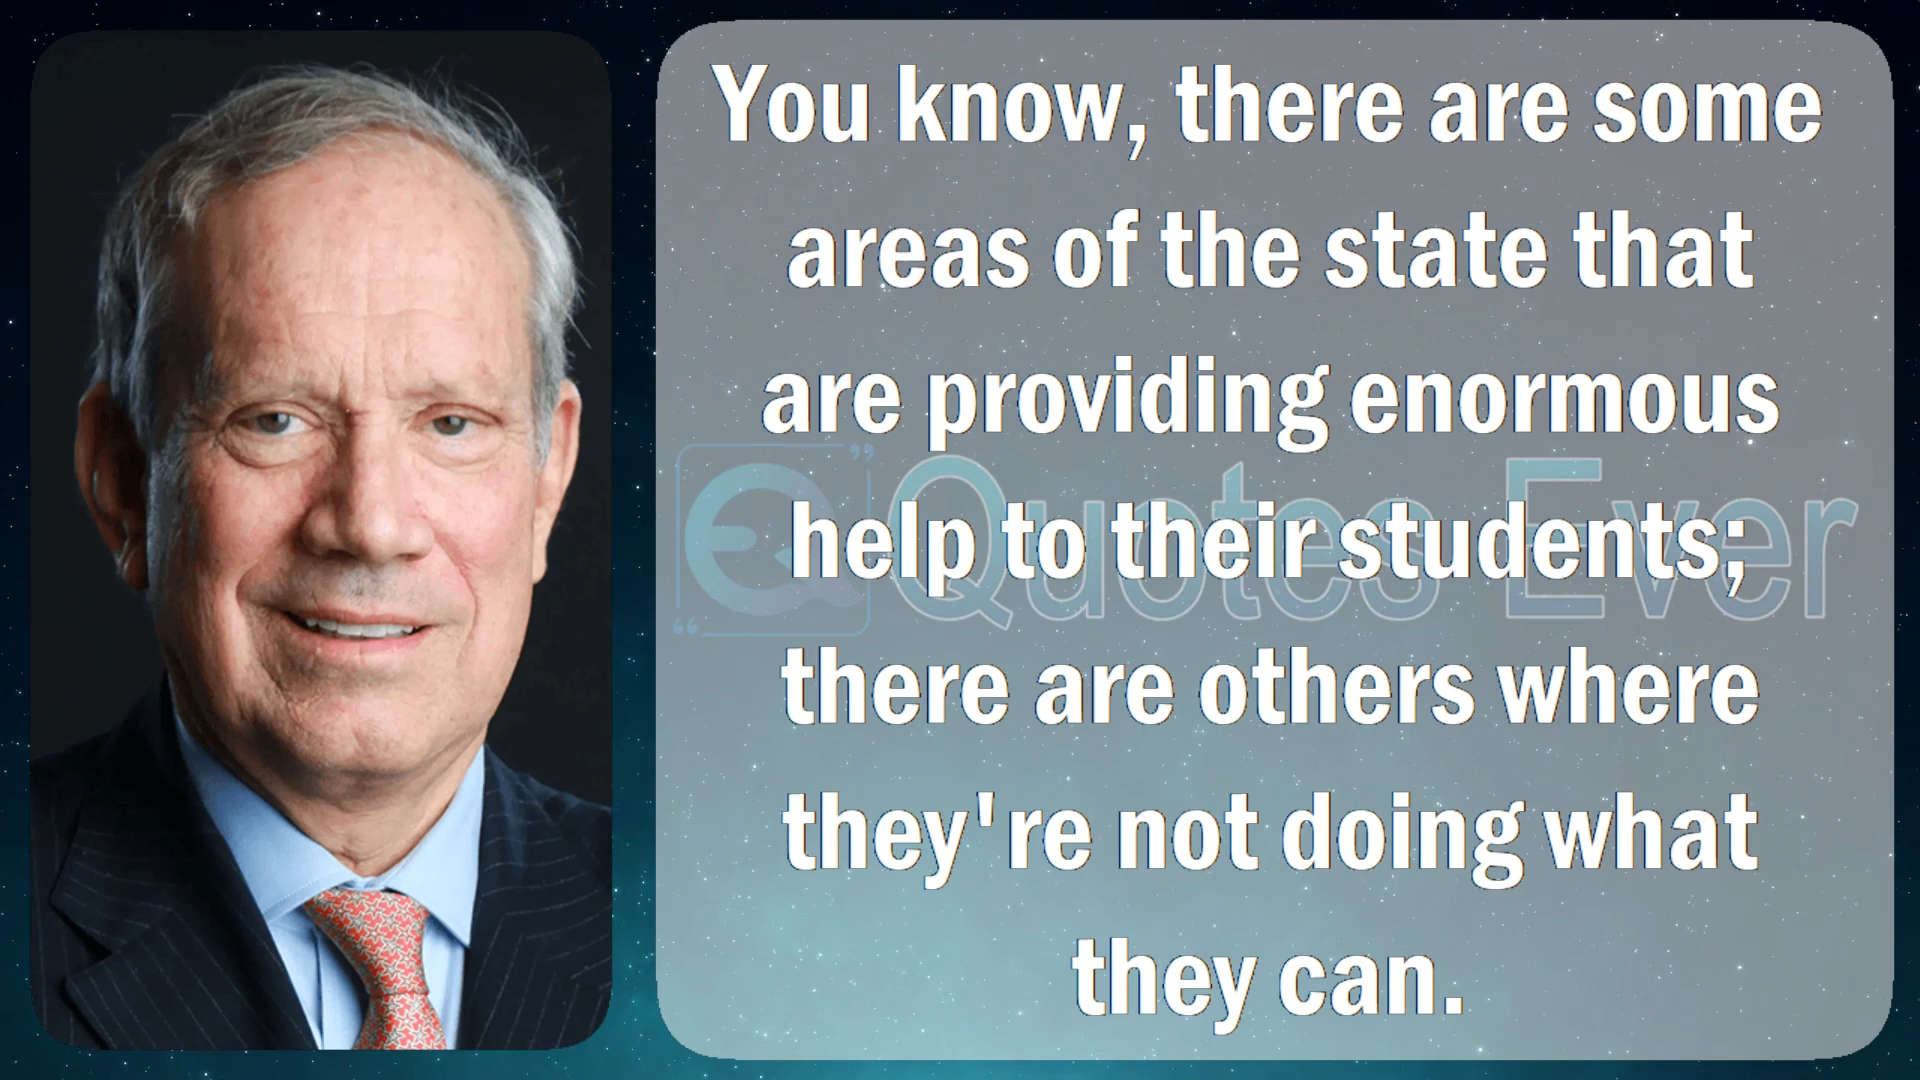 You know, there are some
areas of the state that
are providing enormous
help to their students;
there are others where
they're not doing what
they can.
Quotes Ever